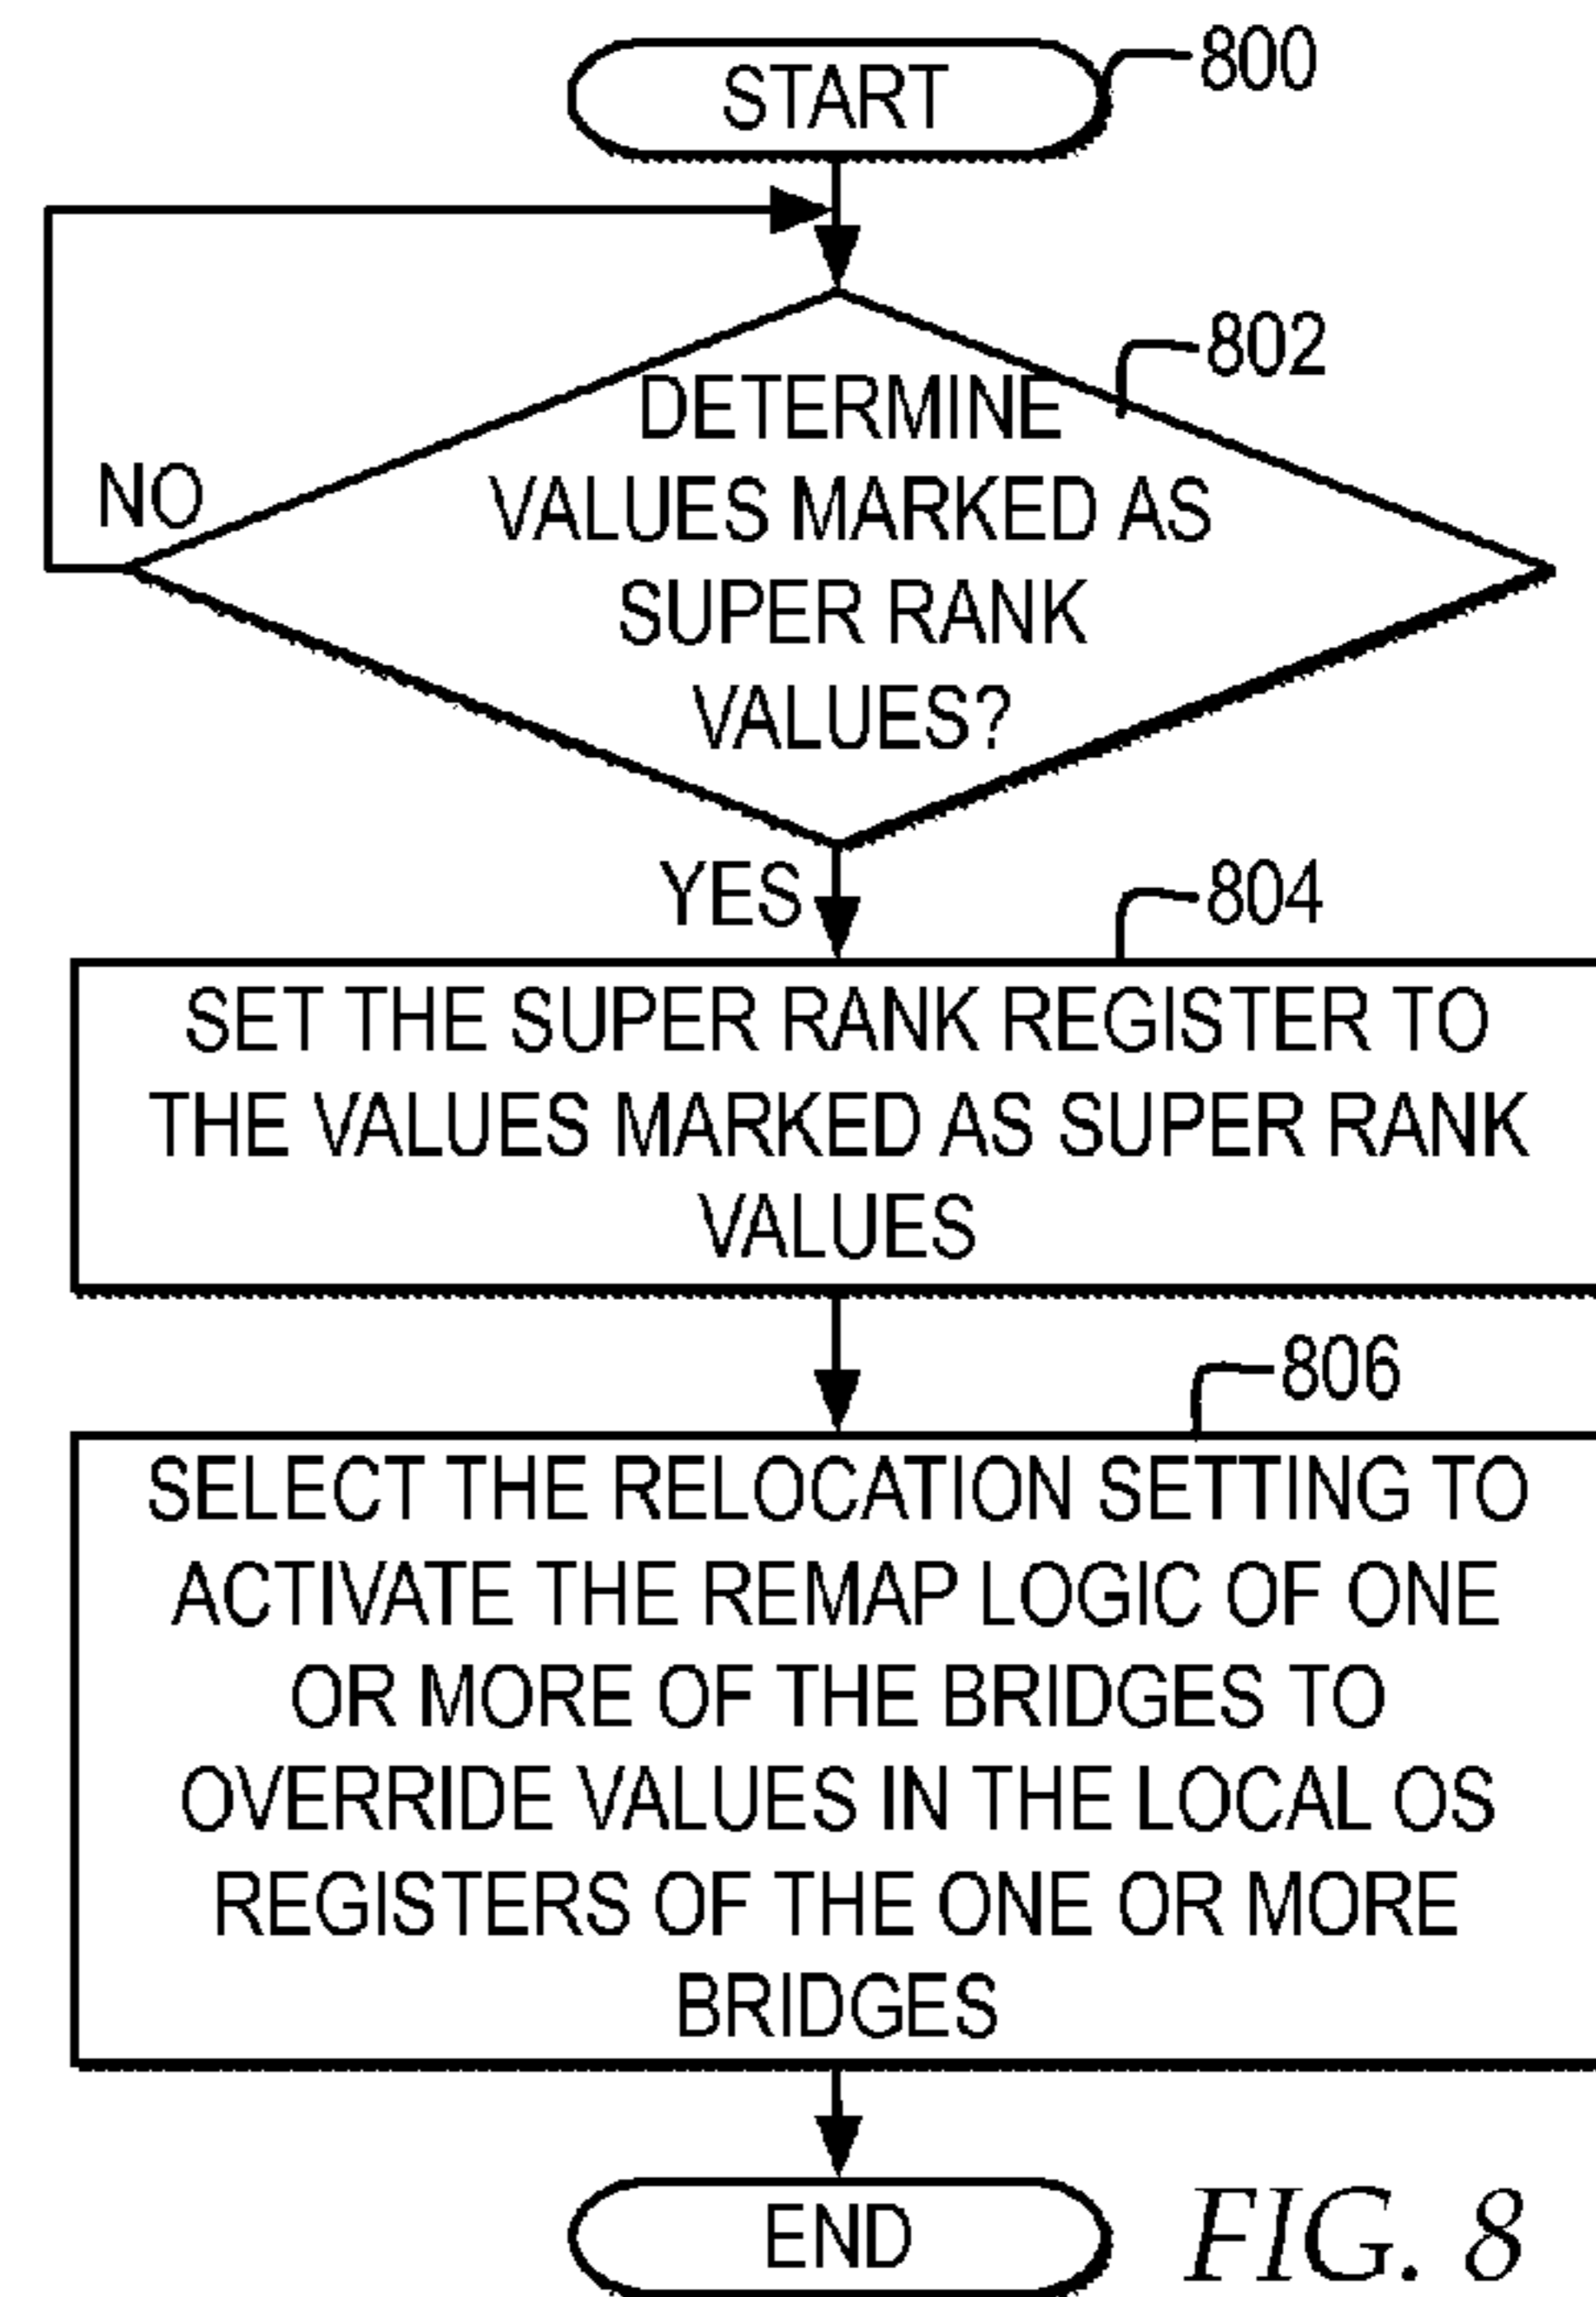 START
800
802
DETERMINE
VALUES MARKED AS
SUPER RANK
VALUES?
NO
YES
804
SET THE SUPER RANK REGISTER TO
THE VALUES MARKED AS SUPER RANK
VALUES
806
SELECT THE RELOCATION SETTING TO
ACTIVATE THE REMAP LOGIC OF ONE
OR MORE OF THE BRIDGES TO
OVERRIDE VALUES IN THE LOCAL OS
REGISTERS OF THE ONE OR MORE
BRIDGES
END
FIG. 8